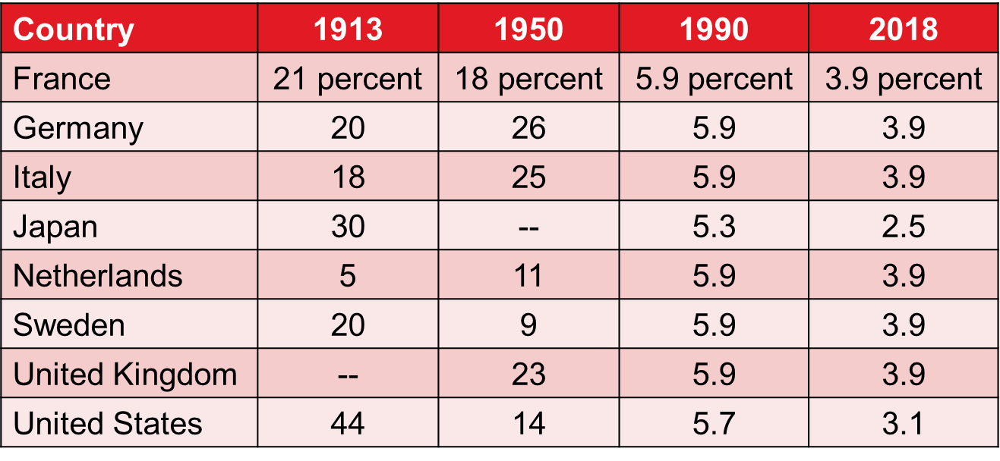 Country 1913 1950 1990 2018
France 21 percent 18 percent 5.9 percent 3.9 percent
Germany 20 26 5.9 3.9
Italy 18 25 5.9 3.9
Japan 30 -- 5.3 2.5
Netherlands 5 11 5.9 3.9
Sweden 20 9 5.9 3.9
United Kingdom -- 23 5.9 3.9
United States 44 14 5.7 3.1